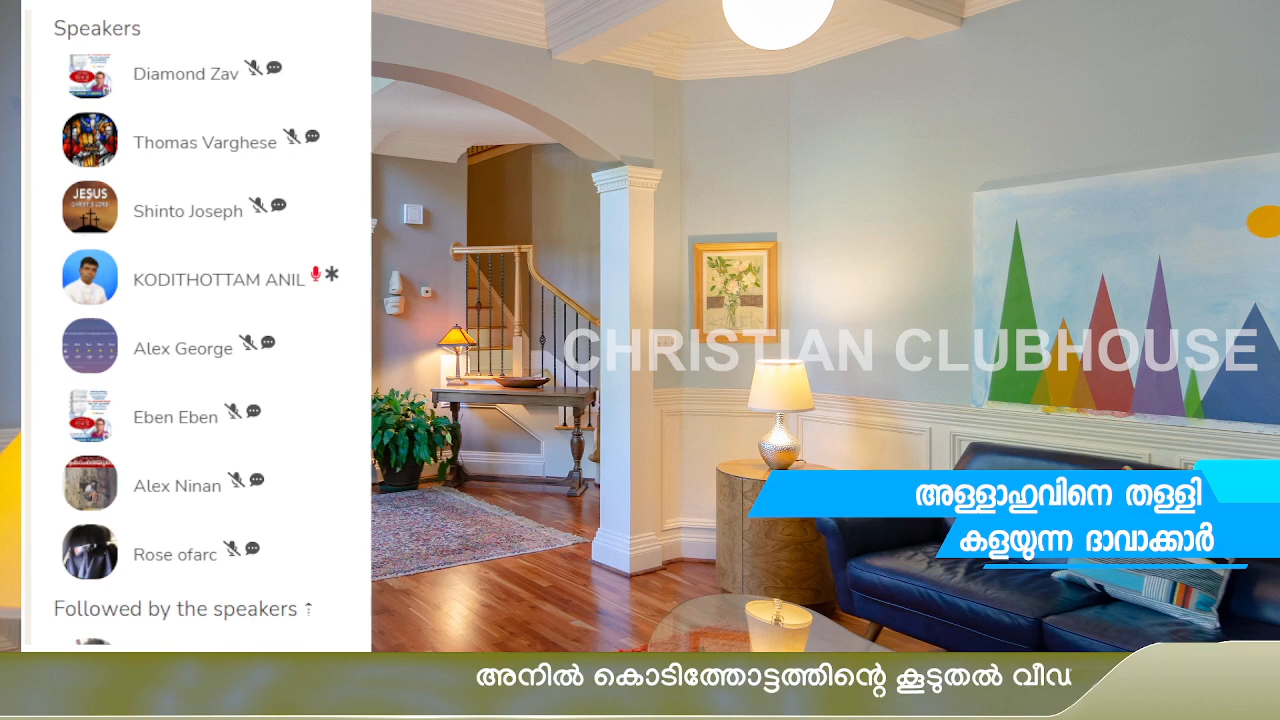 Speakers
Diamond Zav
Thomas Varghese
JESUS
Shinto Joseph
KODITHOTTAM ANIL
Alex George
Eben Eben
Alex Ninan
Rose ofarc
Followed by the speakers
CHRISTIAN CLUBHOUSE
അള്ളാഹുവിനെ തള്ളി
കളയുന്ന ദാവാക്കാർ
അനിൽ കൊടിത്തോട്ടത്തിന്റെ കൂടുതൽ